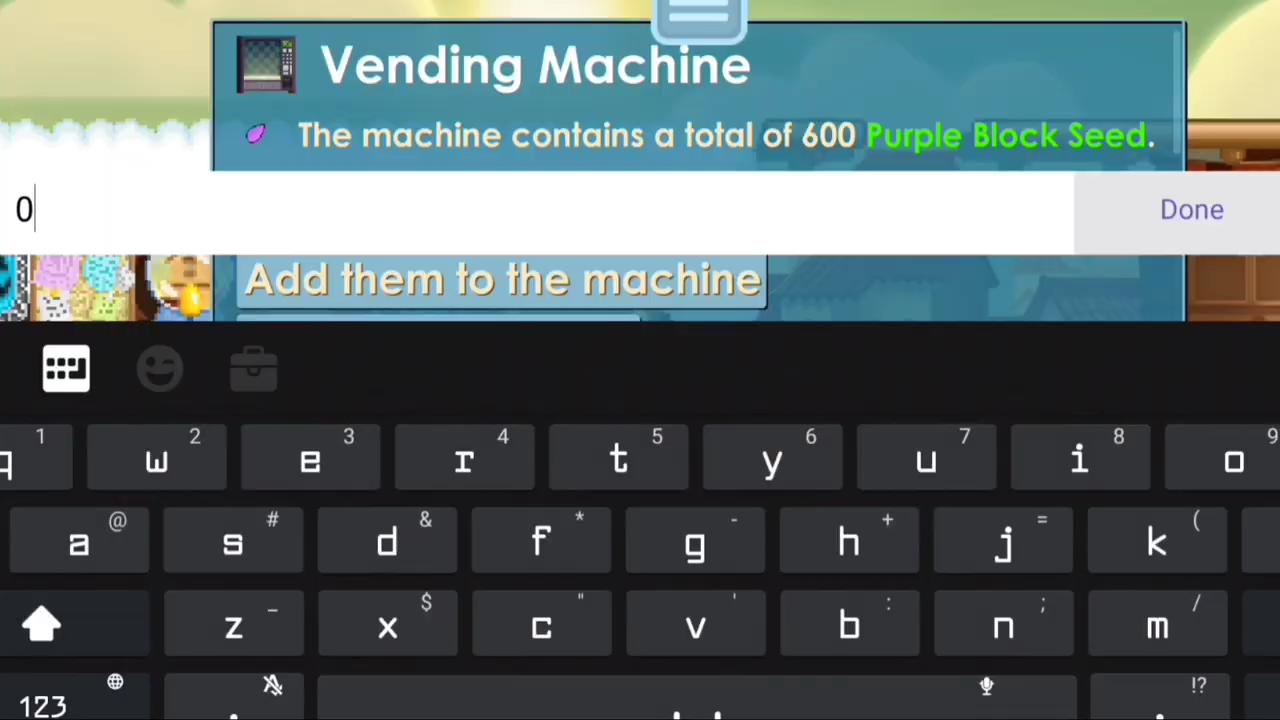 Vending Machine
The machine contains a total of 600 Purple Block Seed.
0
Done
Add them to the machine
1 2 3 4 5 6 7 8 9
q w e r t y u i o
@ # & * - + = (
a s d f g h j k
_ $ " ' : ; /
z x c v b n m
!?
123